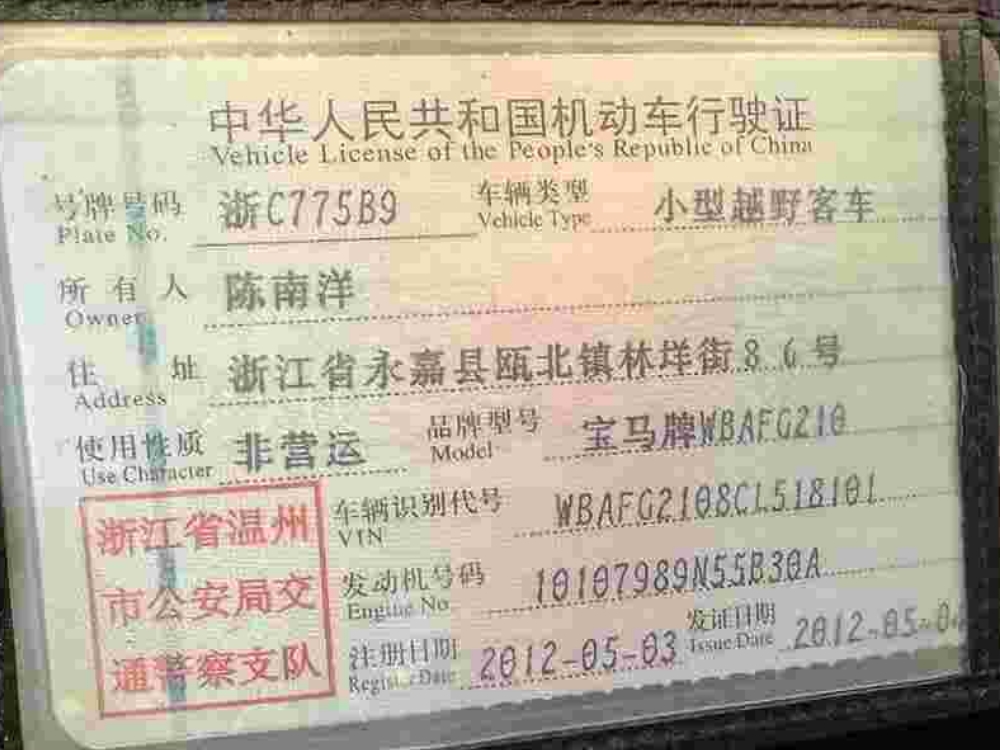 中华人民共和国机动车行驶证
Vehicle License of the People's Republic of China
号牌号码 浙C775B9 车辆类型 小型越野客车
Plate No. Vehicle Type
所有人 陈南洋
Owner
住址 浙江省永嘉县瓯北镇林垟街86号
Address
使用性质 非营运 品牌型号 宝马牌WBAFG210
Use Character Model
浙江省温州
市公安局交
通警察支队
车辆识别代号 WBAFG2108CL518101
VIN
发动机号码 10107989N55B30A
Engine No.
注册日期 2012-05-03 发证日期 2012-05-0
Register Date Issue Date